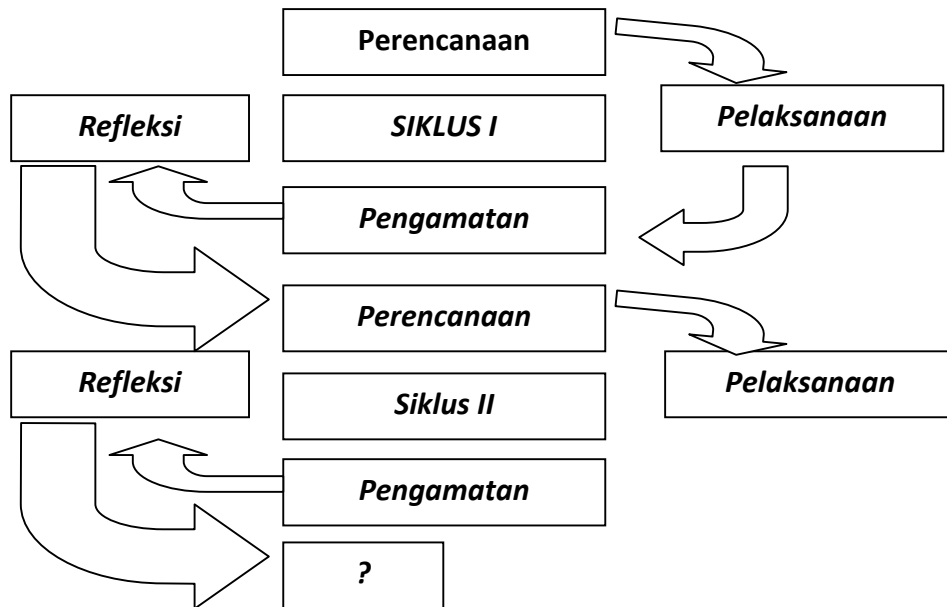 Perencanaan
Refleksi
SIKLUS I
Pelaksanaan
Pengamatan
Perencanaan
Refleksi
Siklus II
Pelaksanaan
Pengamatan
?